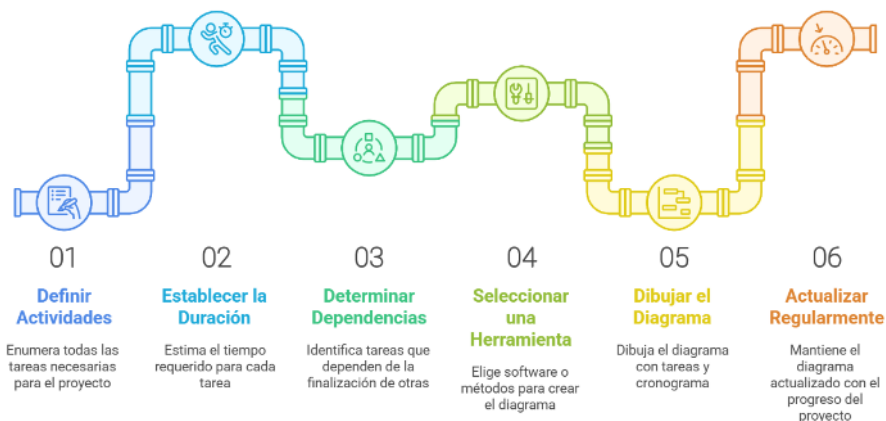 01
Definir
Actividades
Enumera todas las
tareas necesarias
para el proyecto
02
Establecer la
Duración
Estima el tiempo
requerido para cada
tarea
03
Determinar
Dependencias
Identifica tareas que
dependen de la
finalización de otras
04
Seleccionar
una
Herramienta
Elige software o
métodos para crear
el diagrama
05
Dibujar el
Diagrama
Dibuja el diagrama
con tareas y
cronograma
06
Actualizar
Regularmente
Mantiene el
diagrama
actualizado con el
progreso del
proyecto